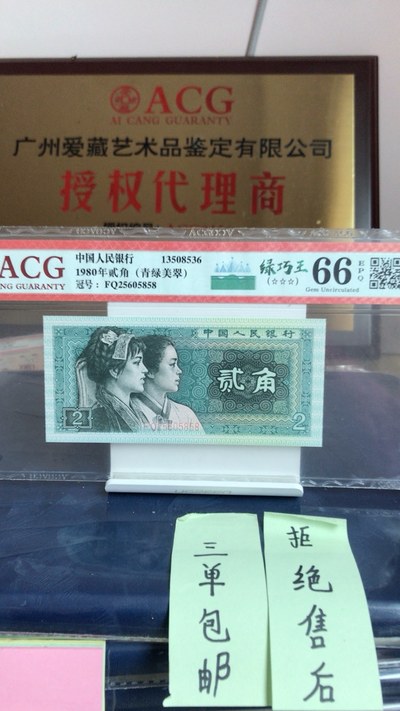 ACG
AI CANG GUARANTY
广州爱藏艺术品鉴定有限公司
授权代理商
ACG
NG GUARANTY
中国人民银行 13508536
1980年贰角（青绿美翠）
冠号： FQ25605858
绿巧王
(☆☆☆)
66
EPQ
Gem Uncirculated
中国人民银行
贰角
2
2
三单包邮
拒绝售后